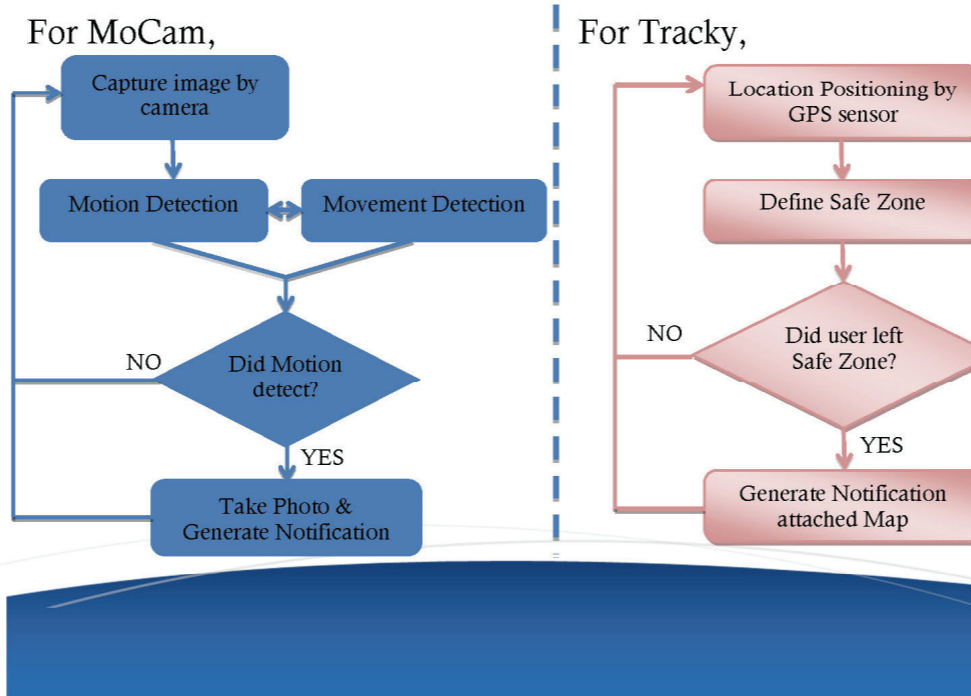 For MoCam,
Capture image by
camera
Motion Detection
Movement Detection
Did Motion
detect?
NO
YES
Take Photo &
Generate Notification
For Tracky,
Location Positioning by
GPS sensor
Define Safe Zone
Did user left
Safe Zone?
NO
YES
Generate Notification
attached Map